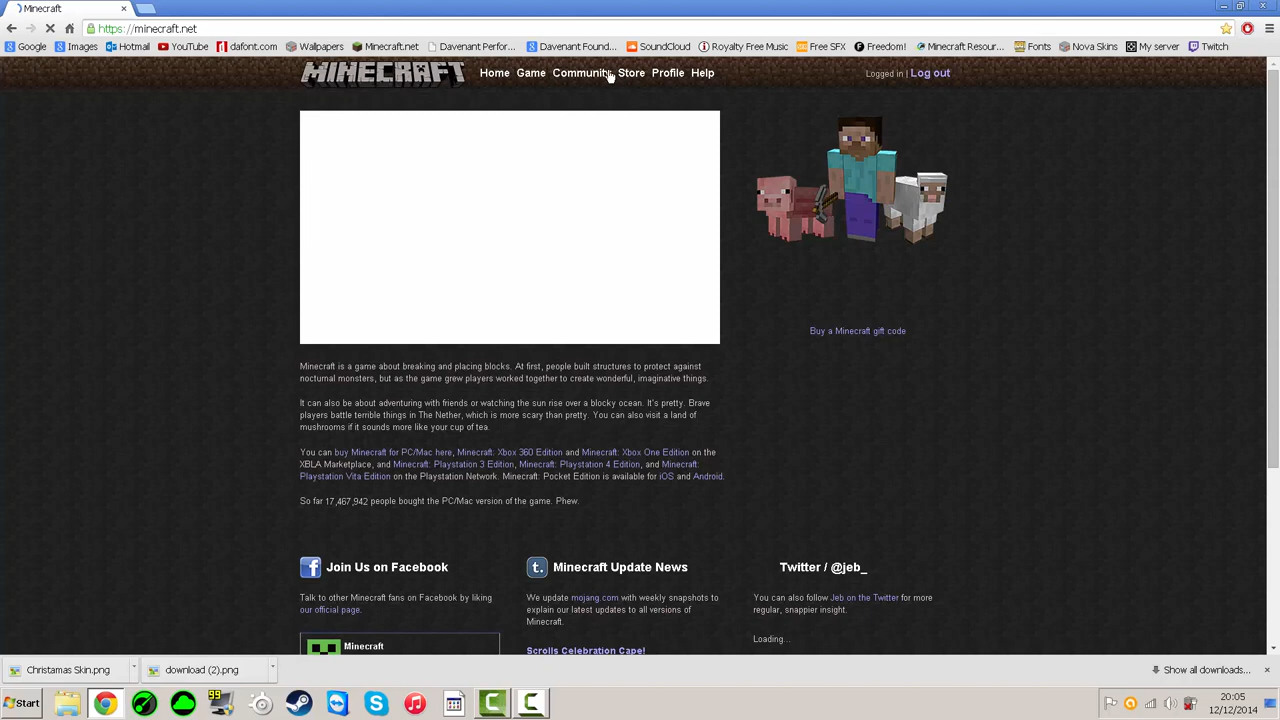 Minecraft
https://minecraft.net
Google Images Hotmail YouTube dafont.com Wallpapers Minecraft.net Davenant Perfor... Davenant Found... SoundCloud Royalty Free Music Free SFX Freedom! Minecraft Resour... Fonts Nova Skins My server Twitch
MINECRAFT Home Game Community Store Profile Help Logged in | Log out
Buy a Minecraft gift code
Minecraft is a game about breaking and placing blocks. At first, people built structures to protect against
nocturnal monsters, but as the game grew players worked together to create wonderful, imaginative things.
It can also be about adventuring with friends or watching the sun rise over a blocky ocean. It's pretty. Brave
players battle terrible things in The Nether, which is more scary than pretty. You can also visit a land of
mushrooms if it sounds more like your cup of tea.
You can buy Minecraft for PC/Mac here, Minecraft: Xbox 360 Edition and Minecraft: Xbox One Edition on the
XBLA Marketplace, and Minecraft: Playstation 3 Edition, Minecraft: Playstation 4 Edition, and Minecraft:
Playstation Vita Edition on the Playstation Network. Minecraft: Pocket Edition is available for iOS and Android.
So far 17,467,942 people bought the PC/Mac version of the game. Phew.
Join Us on Facebook
Talk to other Minecraft fans on Facebook by liking
our official page.
Minecraft
Minecraft Update News
We update mojang.com with weekly snapshots to
explain our latest updates to all versions of
Minecraft.
Scrolls Celebration Cape!
Twitter / @jeb_
You can also follow Jeb on the Twitter for more
regular, snappier insight.
Loading...
Christamas Skin.png download (2).png Show all downloads...
Start 99 20:05
12/12/2014